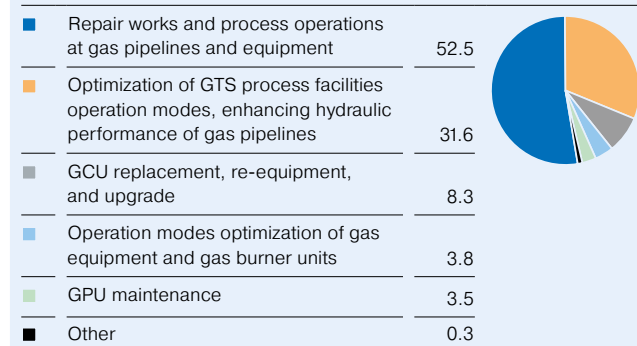 Repair works and process operations
at gas pipelines and equipment 52.5
Optimization of GTS process facilities
operation modes, enhancing hydraulic
performance of gas pipelines 31.6
GCU replacement, re-equipment,
and upgrade 8.3
Operation modes optimization of gas
equipment and gas burner units 3.8
GPU maintenance 3.5
Other 0.3